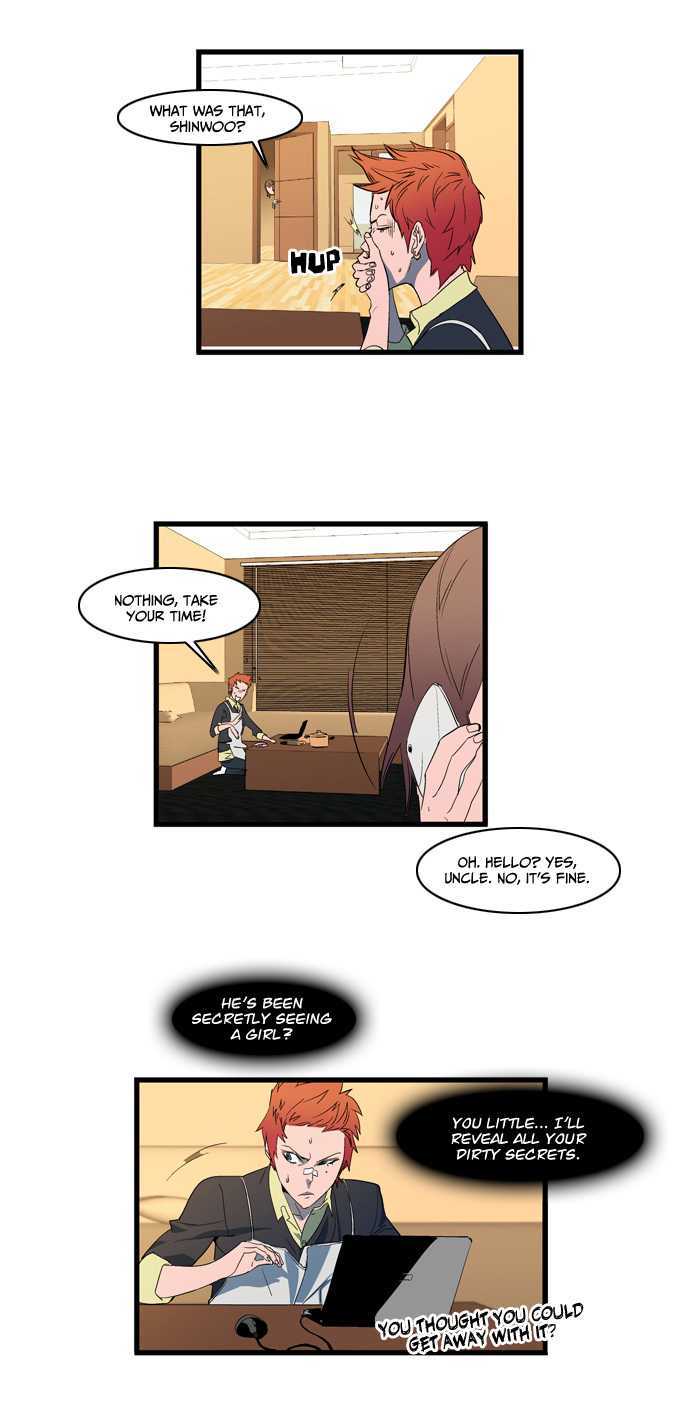 WHAT WAS THAT,
SHINWOO?
HUP
NOTHING, TAKE
YOUR TIME!
OH. HELLO? YES,
UNCLE. NO, IT'S FINE.
HE'S BEEN
SECRETLY SEEING
A GIRL?
YOU LITTLE... I'LL
REVEAL ALL YOUR
DIRTY SECRETS.
YOU THOUGHT YOU COULD
GET AWAY WITH IT?